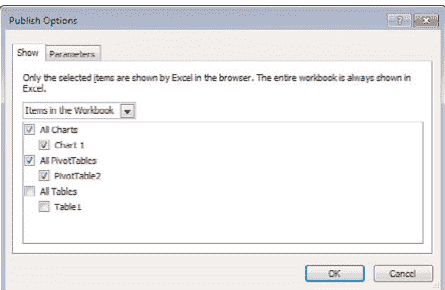 Publish Options
Show Parameters
Only the selected items are shown by Excel in the browser. The entire workbook is always shown in
Excel.
Items in the Workbook
All Charts
Chart 1
All PivotTables
PivotTable2
All Tables
Table1
OK Cancel